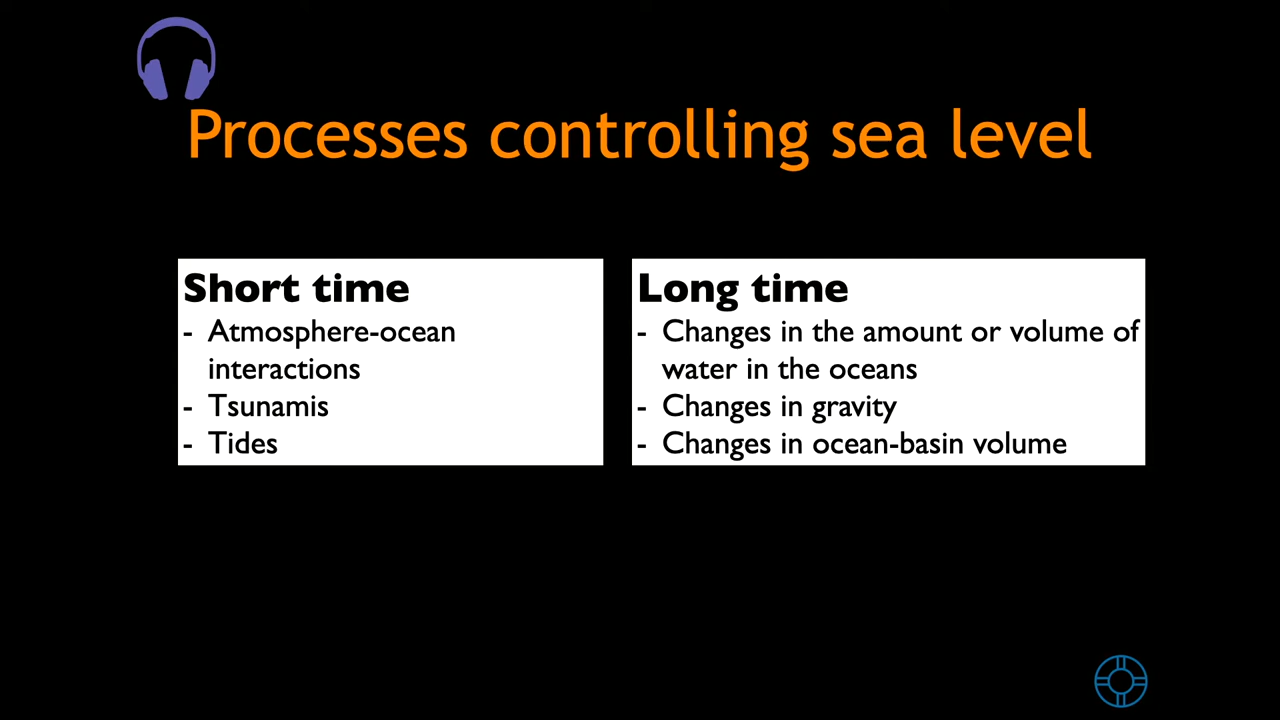 Processes controlling sea level
Short time
- Atmosphere-ocean
interactions
- Tsunamis
- Tides
Long time
- Changes in the amount or volume of
water in the oceans
- Changes in gravity
- Changes in ocean-basin volume